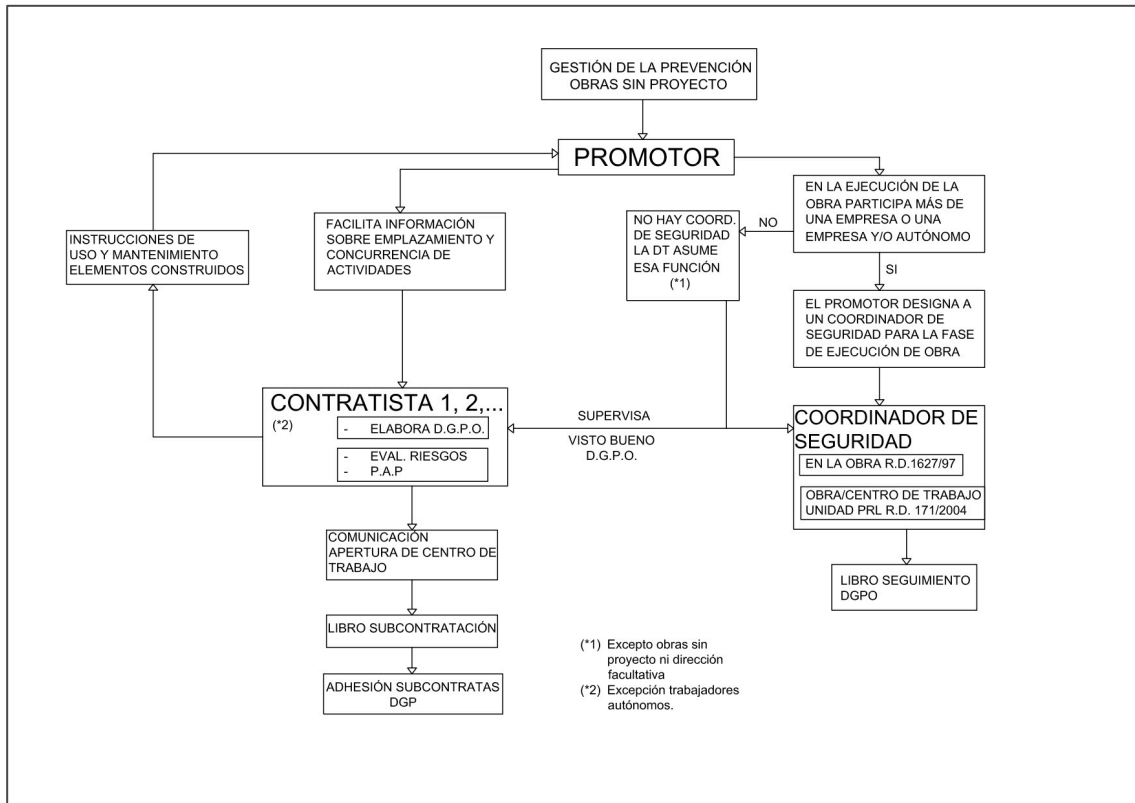 GESTIÓN DE LA PREVENCIÓN
OBRAS SIN PROYECTO
PROMOTOR
EN LA EJECUCIÓN DE LA
OBRA PARTICIPA MÁS DE
UNA EMPRESA O UNA
EMPRESA Y/O AUTÓNOMO
NO
NO HAY COORD.
DE SEGURIDAD
LA DT ASUME
ESA FUNCIÓN
(*1)
FACILITA INFORMACIÓN
SOBRE EMPLAZAMIENTO Y
CONCURRENCIA DE
ACTIVIDADES
INSTRUCCIONES DE
USO Y MANTENIMIENTO
ELEMENTOS CONSTRUIDOS
SI
EL PROMOTOR DESIGNA A
UN COORDINADOR DE
SEGURIDAD PARA LA FASE
DE EJECUCIÓN DE OBRA
CONTRATISTA 1, 2,...
(*2)
- ELABORA D.G.P.O.
- EVAL. RIESGOS
- P.A.P
SUPERVISA
VISTO BUENO
D.G.P.O.
COORDINADOR DE
SEGURIDAD
EN LA OBRA R.D.1627/97
OBRA/CENTRO DE TRABAJO
UNIDAD PRL R.D. 171/2004
COMUNICACIÓN
APERTURA DE CENTRO DE
TRABAJO
LIBRO SEGUIMIENTO
DGPO
LIBRO SUBCONTRATACIÓN
ADHESIÓN SUBCONTRATAS
DGP
(*1) Excepto obras sin
proyecto ni dirección
facultativa
(*2) Excepción trabajadores
autónomos.